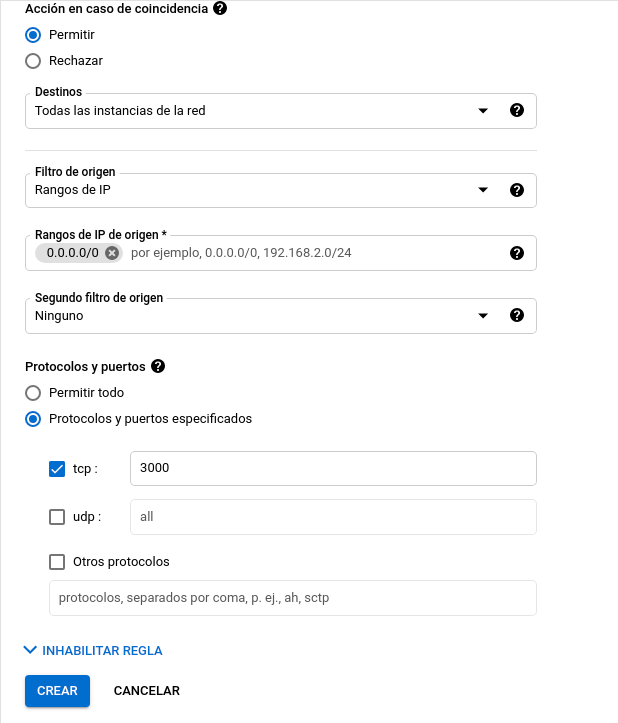 Acción en caso de coincidencia
Permitir
Rechazar
Destinos
Todas las instancias de la red
Filtro de origen
Rangos de IP
Rangos de IP de origen *
0.0.0.0/0 por ejemplo, 0.0.0.0/0, 192.168.2.0/24
Segundo filtro de origen
Ninguno
Protocolos y puertos
Permitir todo
Protocolos y puertos especificados
tcp : 3000
udp : all
Otros protocolos
protocolos, separados por coma, p. ej., ah, sctp
INHABILITAR REGLA
CREAR CANCELAR